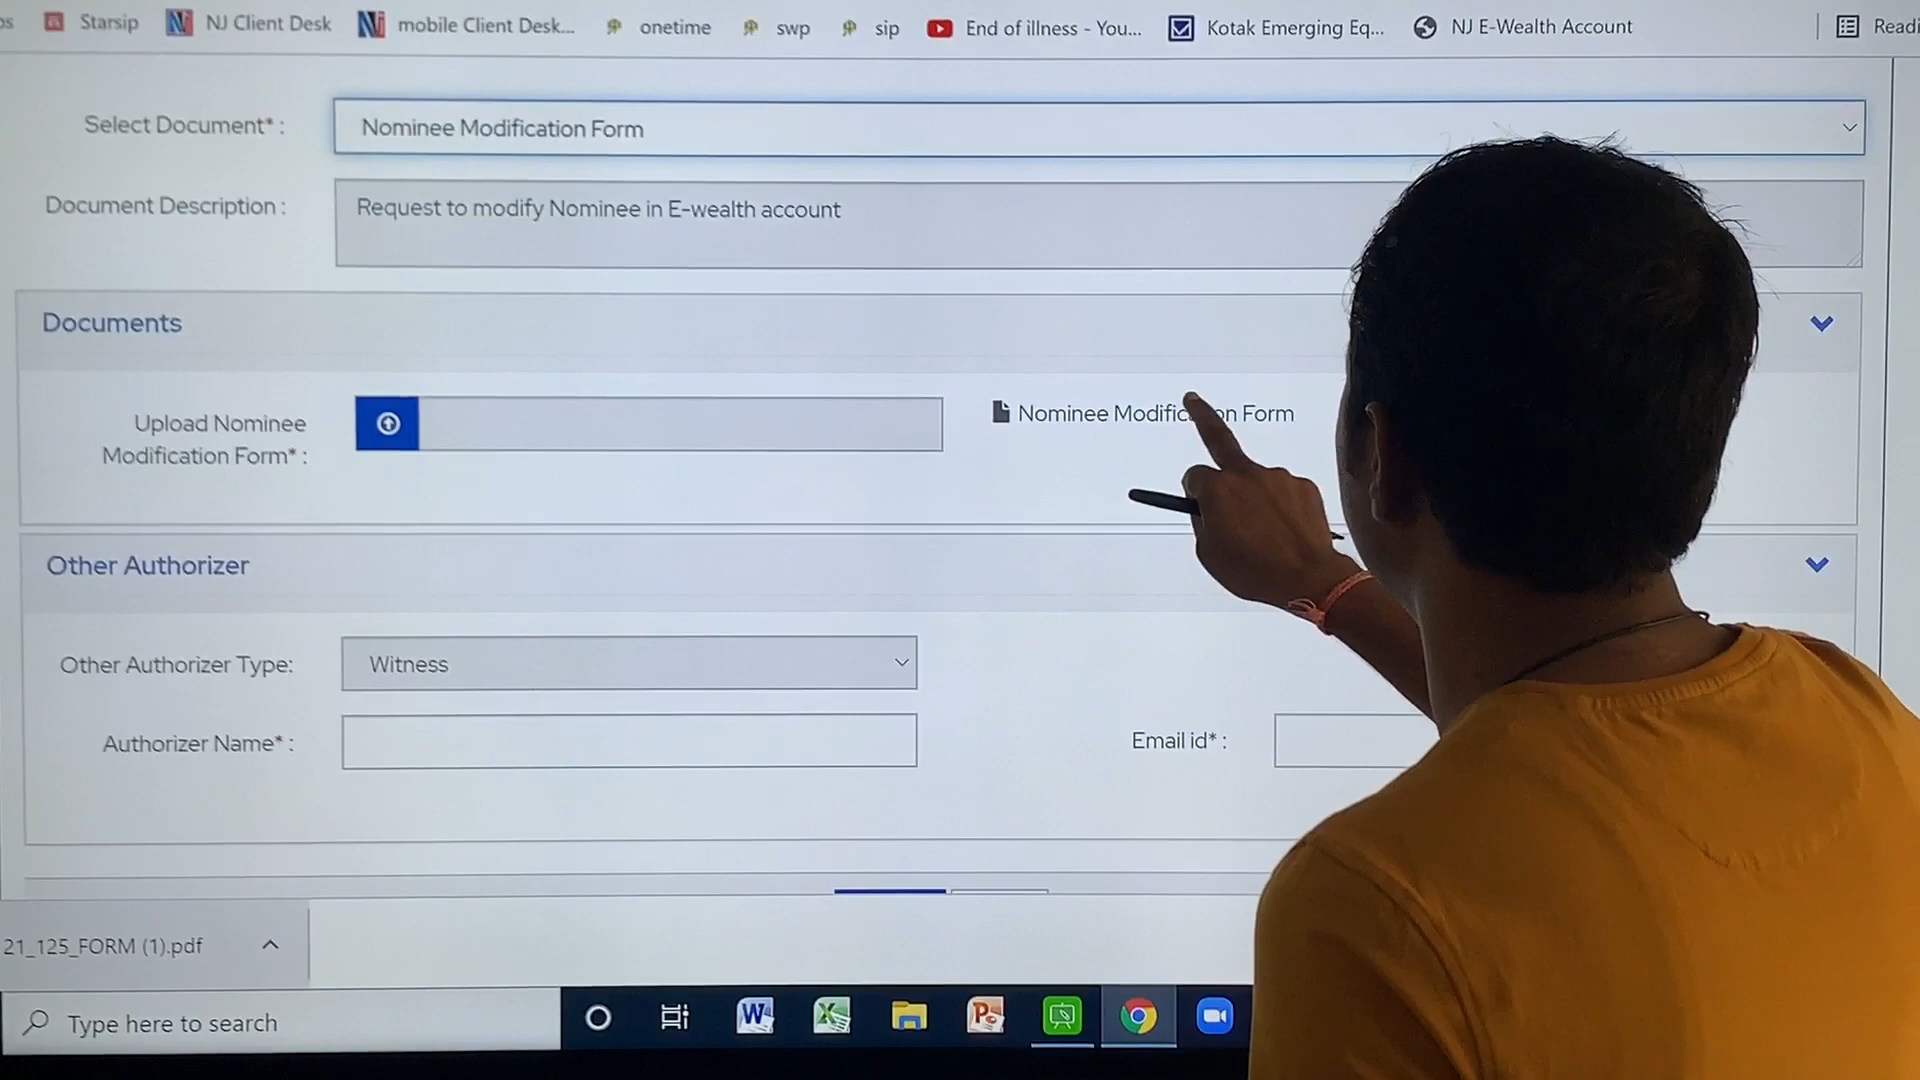 Starsip NJ Client Desk mobile Client Desk... onetime swp sip End of illness - You... Kotak Emerging Eq... NJ E-Wealth Account
Select Document* : Nominee Modification Form
Document Description : Request to modify Nominee in E-wealth account
Documents
Upload Nominee
Modification Form* :
Nominee Form
Other Authorizer
Other Authorizer Type: Witness
Authorizer Name* : Email id* :
21_125_FORM (1).pdf
Type here to search